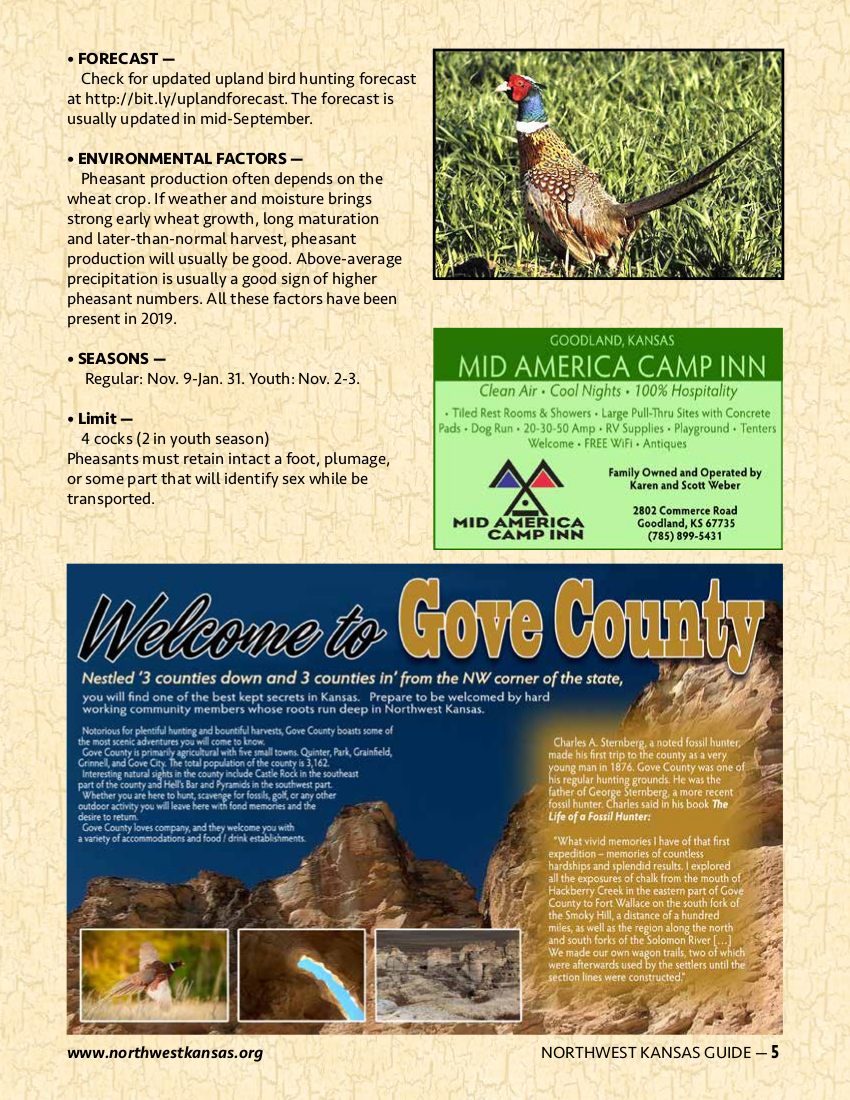 • FORECAST —
Check for updated upland bird hunting forecast
at http://bit.ly/uplandforecast. The forecast is
usually updated in mid-September.
• ENVIRONMENTAL FACTORS —
Pheasant production often depends on the
wheat crop. If weather and moisture brings
strong early wheat growth, long maturation
and later-than-normal harvest, pheasant
production will usually be good. Above-average
precipitation is usually a good sign of higher
pheasant numbers. All these factors have been
present in 2019.
• SEASONS —
Regular: Nov. 9-Jan. 31. Youth: Nov. 2-3.
• Limit —
4 cocks (2 in youth season)
Pheasants must retain intact a foot, plumage,
or some part that will identify sex while be
transported.
GOODLAND, KANSAS
MID AMERICA CAMP INN
Clean Air • Cool Nights • 100% Hospitality
• Tiled Rest Rooms & Showers • Large Pull-Thru Sites with Concrete
Pads • Dog Run • 20-30-50 Amp • RV Supplies • Playground • Tenters
Welcome • FREE WiFi • Antiques
MID AMERICA
CAMP INN
Family Owned and Operated by
Karen and Scott Weber
2802 Commerce Road
Goodland, KS 67735
(785) 899-5431
Welcome to Gove County
Nestled '3 counties down and 3 counties in' from the NW corner of the state,
you will find one of the best kept secrets in Kansas. Prepare to be welcomed by hard
working community members whose roots run deep in Northwest Kansas.
Notorious for plentiful hunting and bountiful harvests, Gove County boasts some of
the most scenic adventures you will come to know.
Gove County is primarily agricultural with five small towns. Quinter, Park, Grainfield,
Grinnell, and Gove City. The total population of the county is 3,162.
Interesting natural sights in the county include Castle Rock in the southeast
part of the county and Hell's Bar and Pyramids in the southwest part.
Whether you are here to hunt, scavenge for fossils, golf, or any other
outdoor activity you will leave here with fond memories and the
desire to return.
Gove County loves company, and they welcome you with
a variety of accommodations and food / drink establishments.
Charles A. Sternberg, a noted fossil hunter,
made his first trip to the county as a very
young man in 1876. Gove County was one of
his regular hunting grounds. He was the
father of George Sternberg, a more recent
fossil hunter. Charles said in his book The
Life of a Fossil Hunter:
"What vivid memories I have of that first
expedition – memories of countless
hardships and splendid results. I explored
all the exposures of chalk from the mouth of
Hackberry Creek in the eastern part of Gove
County to Fort Wallace on the south fork of
the Smoky Hill, a distance of a hundred
miles, as well as the region along the north
and south forks of the Solomon River [...]
We made our own wagon trails, two of which
were afterwards used by the settlers until the
section lines were constructed."
www.northwestkansas.org
NORTHWEST KANSAS GUIDE — 5